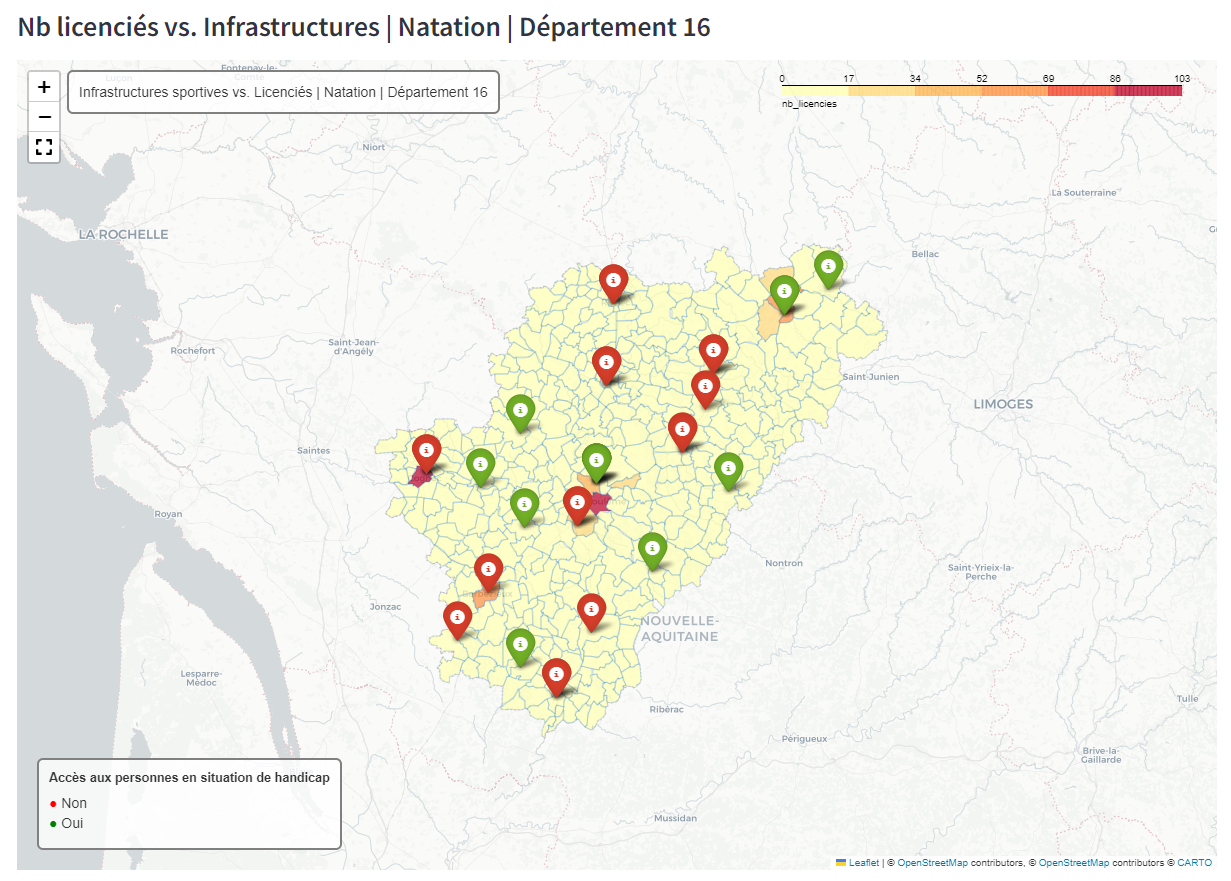 Nb licenciés vs. Infrastructures | Natation | Département 16
Fontenay-le-
Comte
Luçon
+
Infrastructures sportives vs. Licenciés | Natation | Département 16
−
0 17 34 52 69 86 103
nb_licencies
Niort
La Souterraine
LA ROCHELLE
Bellac
Rochefort
Saint-Jean-
d'Angély
Saint-Junien
LIMOGES
Saintes
Royan
Nontron
Saint-Yrieix-la-
Perche
Jonzac
NOUVELLE-
AQUITAINE
Lesparre-
Médoc
Ribérac
Tulle
Périgueux
Brive-la-
Gaillarde
Mussidan
Accès aux personnes en situation de handicap
Non
Oui
Leaflet | © OpenStreetMap contributors, © OpenStreetMap contributors © CARTO